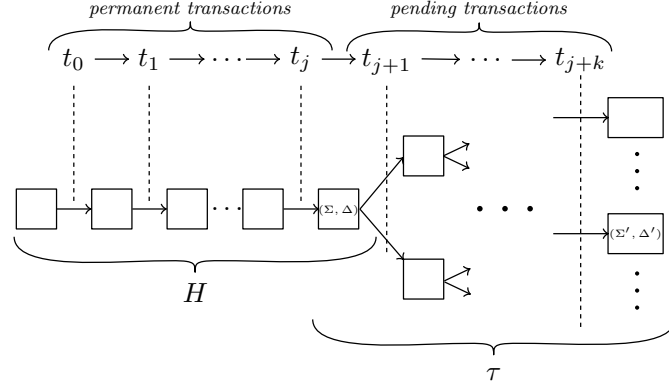 permanent transactions pending transactions
t₀ → t₁ → ⋯ → tⱼ → tⱼ₊₁ → ⋯ → tⱼ₊ₖ
(Σ, Δ)
(Σ′, Δ′)
H
τ